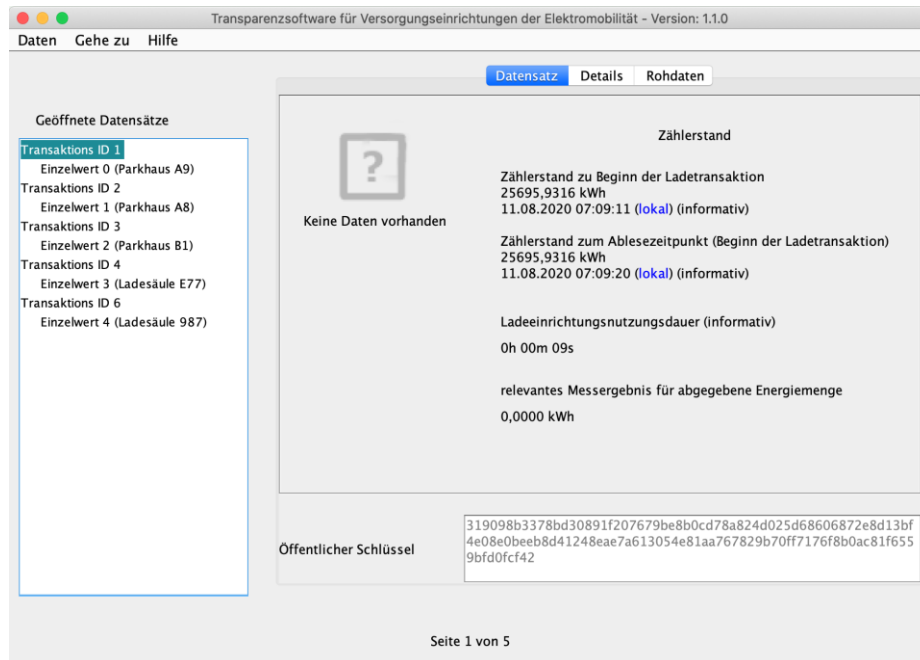 Transparenzsoftware für Versorgungseinrichtungen der Elektromobilität - Version: 1.1.0
Daten Gehe zu Hilfe
Datensatz Details Rohdaten
Geöffnete Datensätze
Transaktions ID 1
Einzelwert 0 (Parkhaus A9)
Transaktions ID 2
Einzelwert 1 (Parkhaus A8)
Transaktions ID 3
Einzelwert 2 (Parkhaus B1)
Transaktions ID 4
Einzelwert 3 (Ladesäule E77)
Transaktions ID 6
Einzelwert 4 (Ladesäule 987)
?
Keine Daten vorhanden
Zählerstand
Zählerstand zu Beginn der Ladetransaktion
25695,9316 kWh
11.08.2020 07:09:11 (lokal) (informativ)
Zählerstand zum Ablesezeitpunkt (Beginn der Ladetransaktion)
25695,9316 kWh
11.08.2020 07:09:20 (lokal) (informativ)
Ladeeinrichtungsnutzungsdauer (informativ)
0h 00m 09s
relevantes Messergebnis für abgegebene Energiemenge
0,0000 kWh
Öffentlicher Schlüssel
319098b3378bd30891f207679be8b0cd78a824d025d68606872e8d13bf
4e08e0beeb8d41248eae7a613054e81aa767829b70ff7176f8b0ac81f655
9bfd0fcf42
Seite 1 von 5